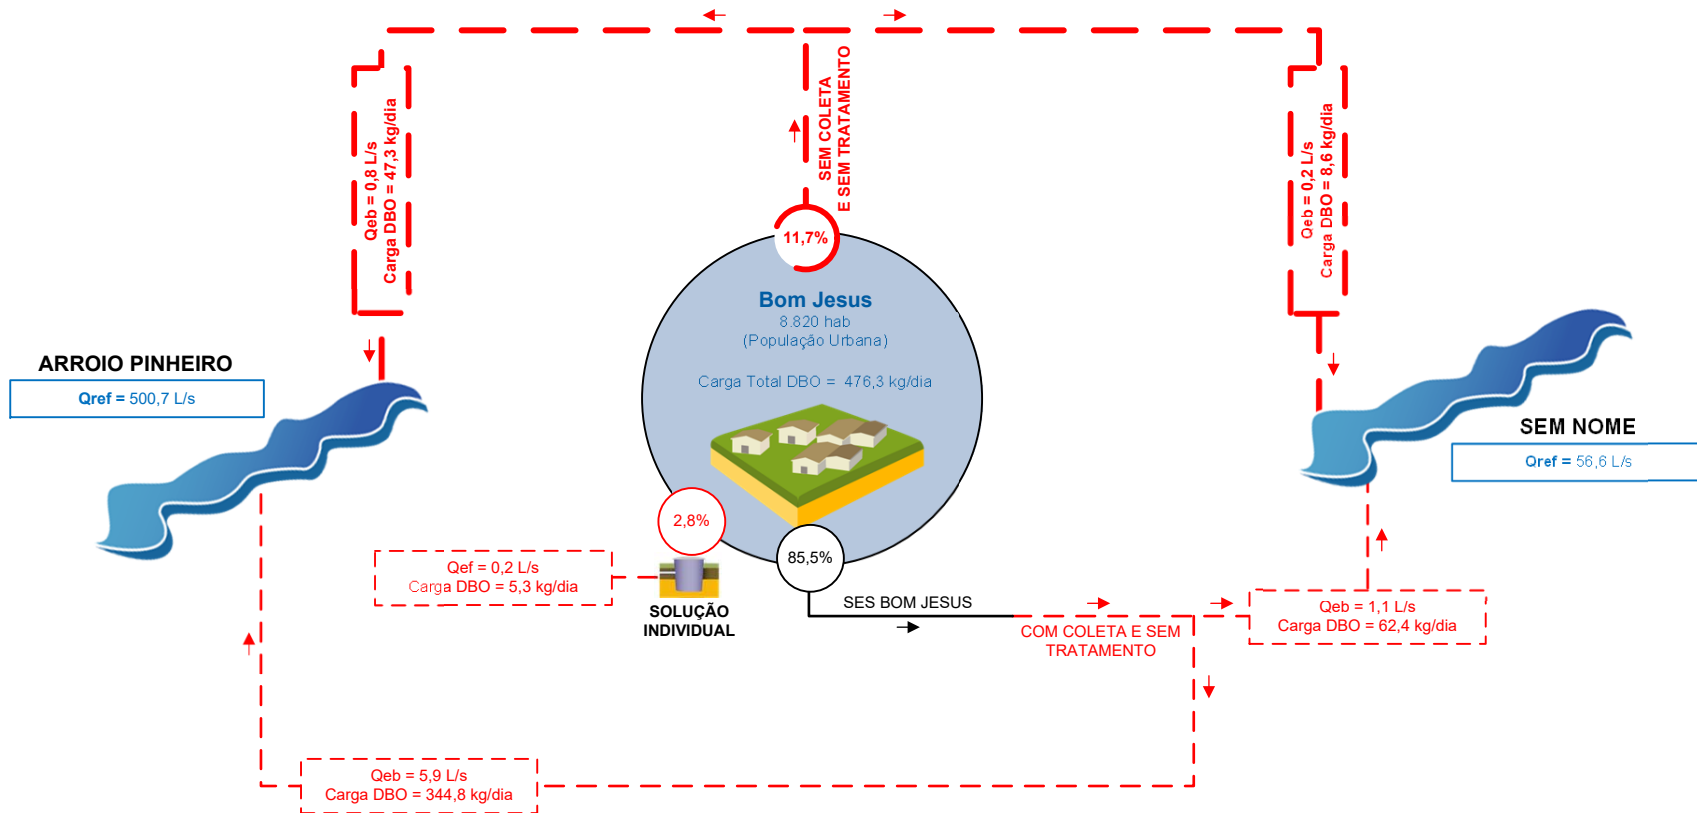 Qeb = 0,8 L/s
Carga DBO = 47,3 kg/dia
SEM COLETA
E SEM TRATAMENTO
Qeb = 0,2 L/s
Carga DBO = 8,6 kg/dia
11,7%
Bom Jesus
8.820 hab
(População Urbana)
Carga Total DBO = 476,3 kg/dia
ARROIO PINHEIRO
Qref = 500,7 L/s
SEM NOME
Qref = 56,6 L/s
2,8%
85,5%
Qef = 0,2 L/s
Carga DBO = 5,3 kg/dia
SOLUÇÃO
INDIVIDUAL
SES BOM JESUS
COM COLETA E SEM
TRATAMENTO
Qeb = 1,1 L/s
Carga DBO = 62,4 kg/dia
Qeb = 5,9 L/s
Carga DBO = 344,8 kg/dia